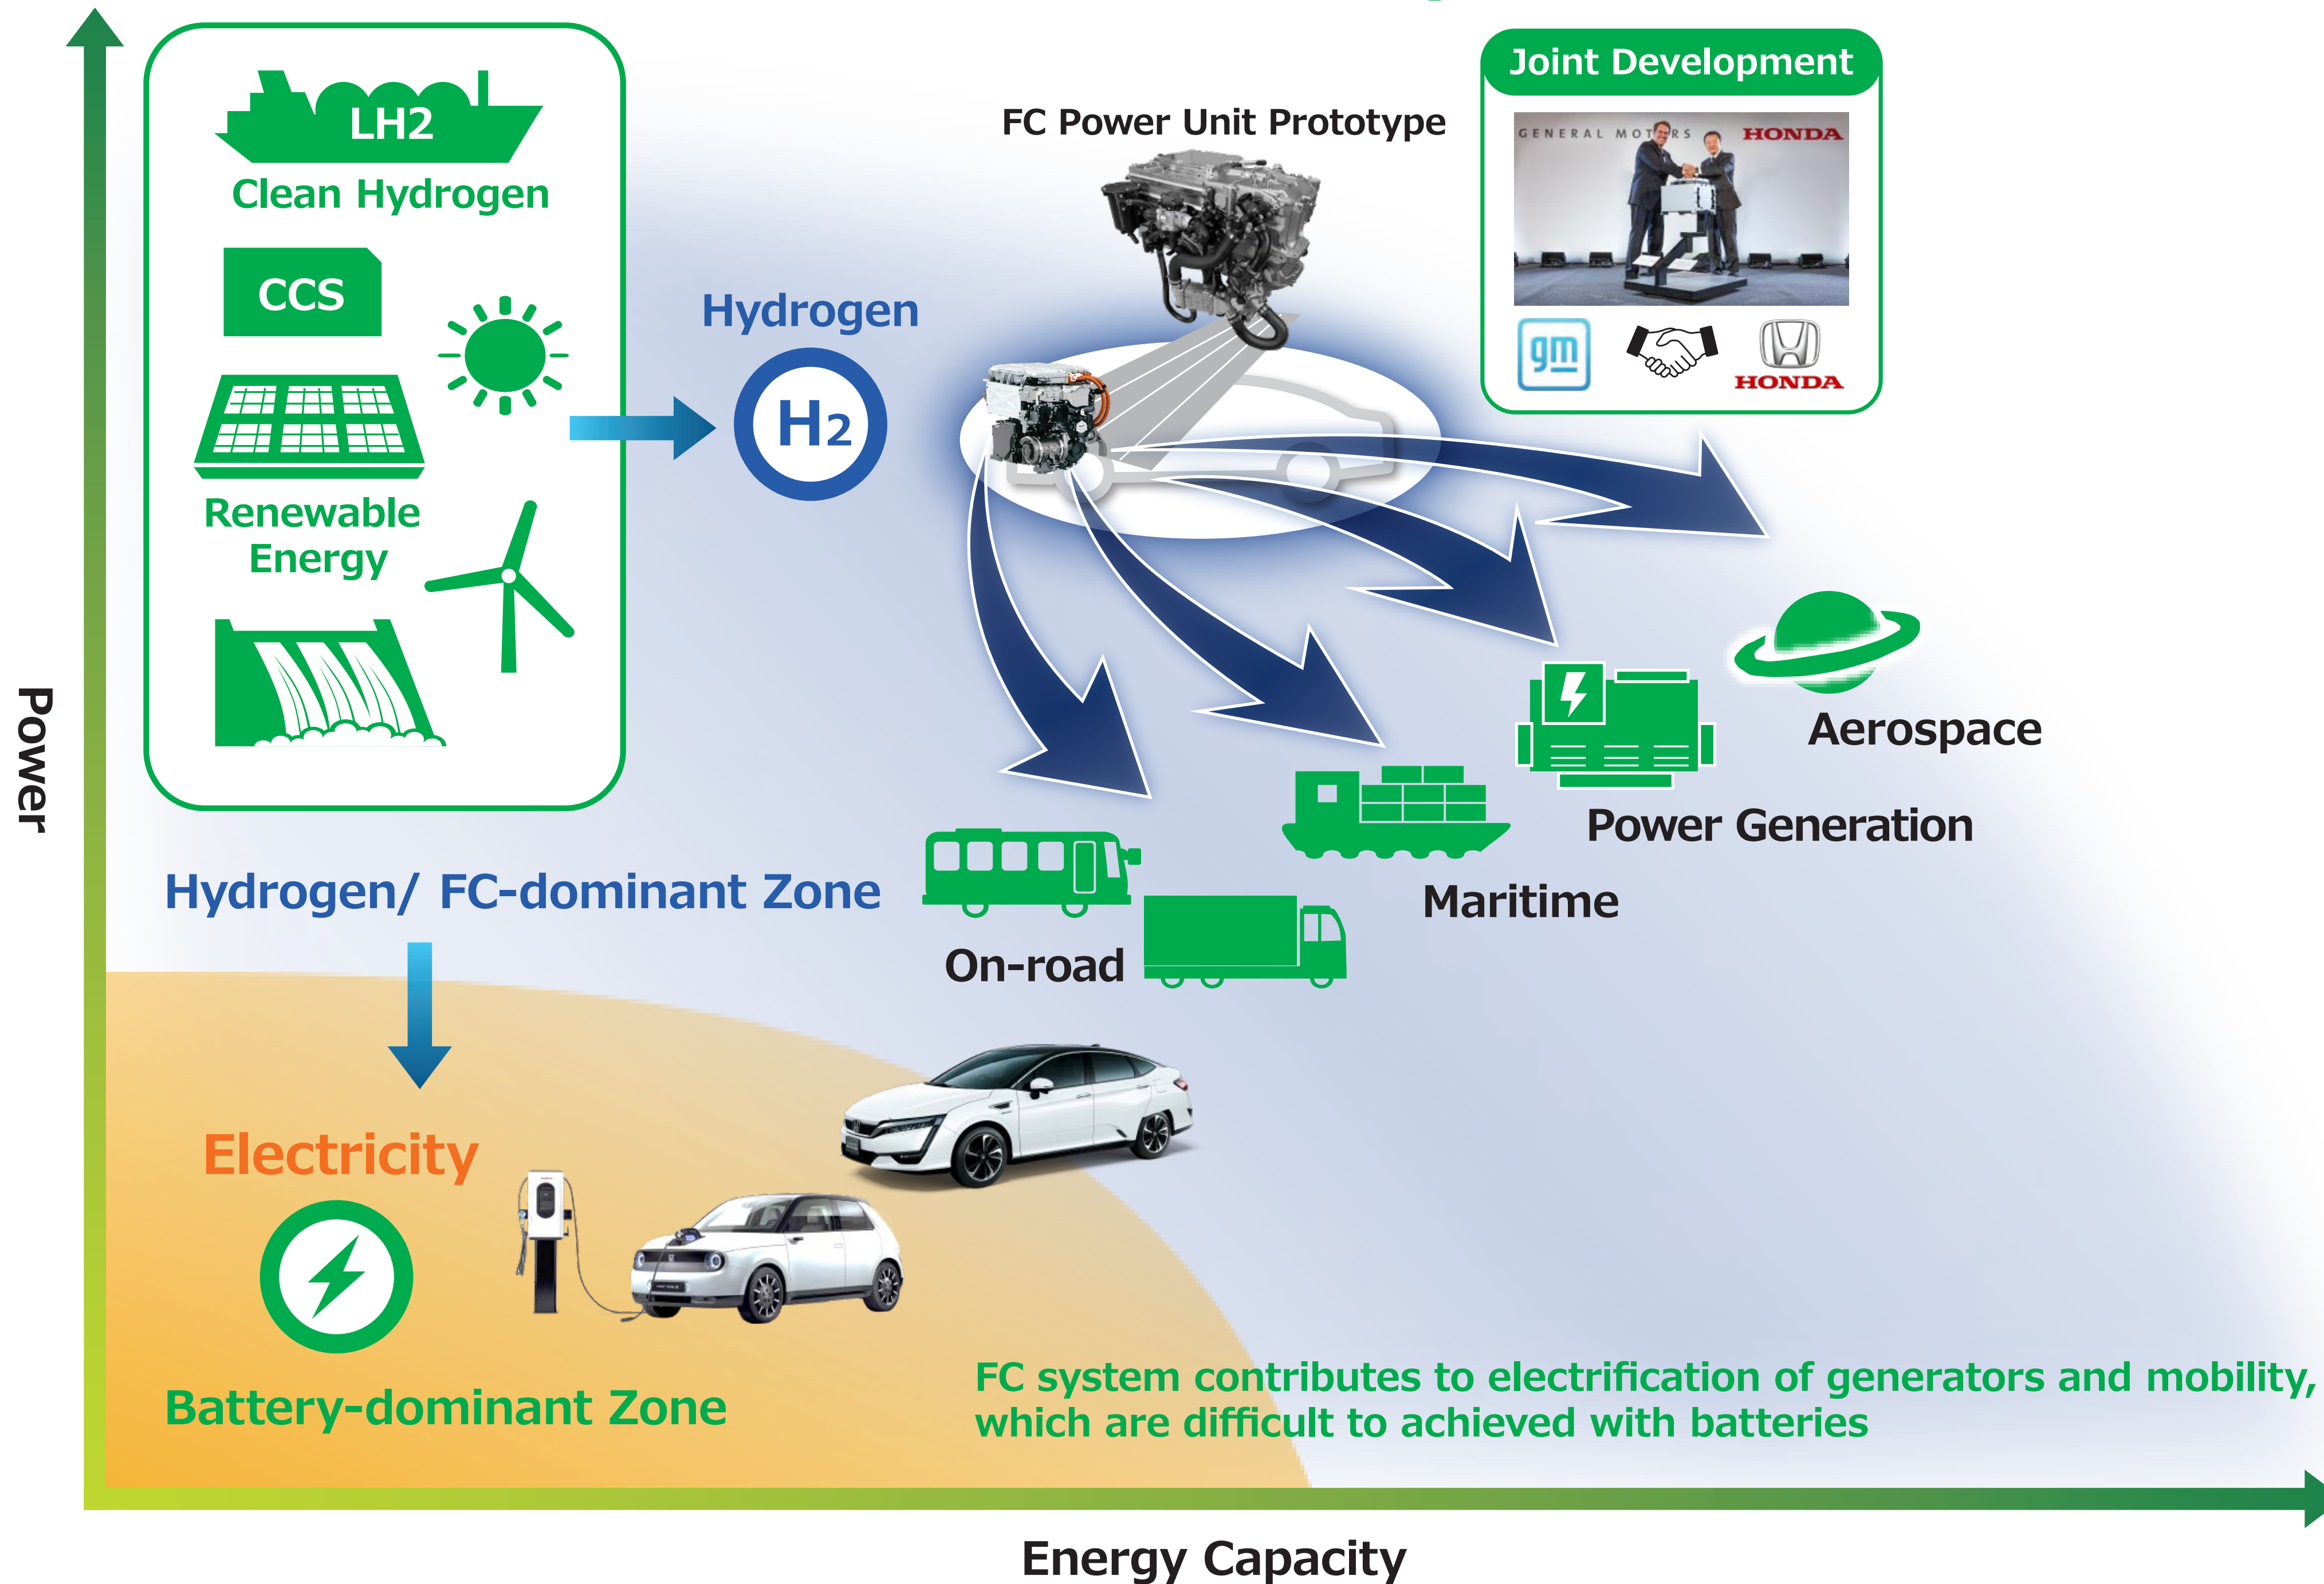 Joint Development
GENERAL MOTORS
HONDA
gm
HONDA
FC Power Unit Prototype
LH2
Clean Hydrogen
CCS
Renewable
Energy
Hydrogen
H2
Power
Aerospace
Power Generation
Maritime
On-road
Hydrogen/ FC-dominant Zone
Electricity
Battery-dominant Zone
FC system contributes to electrification of generators and mobility,
which are difficult to achieved with batteries
Energy Capacity